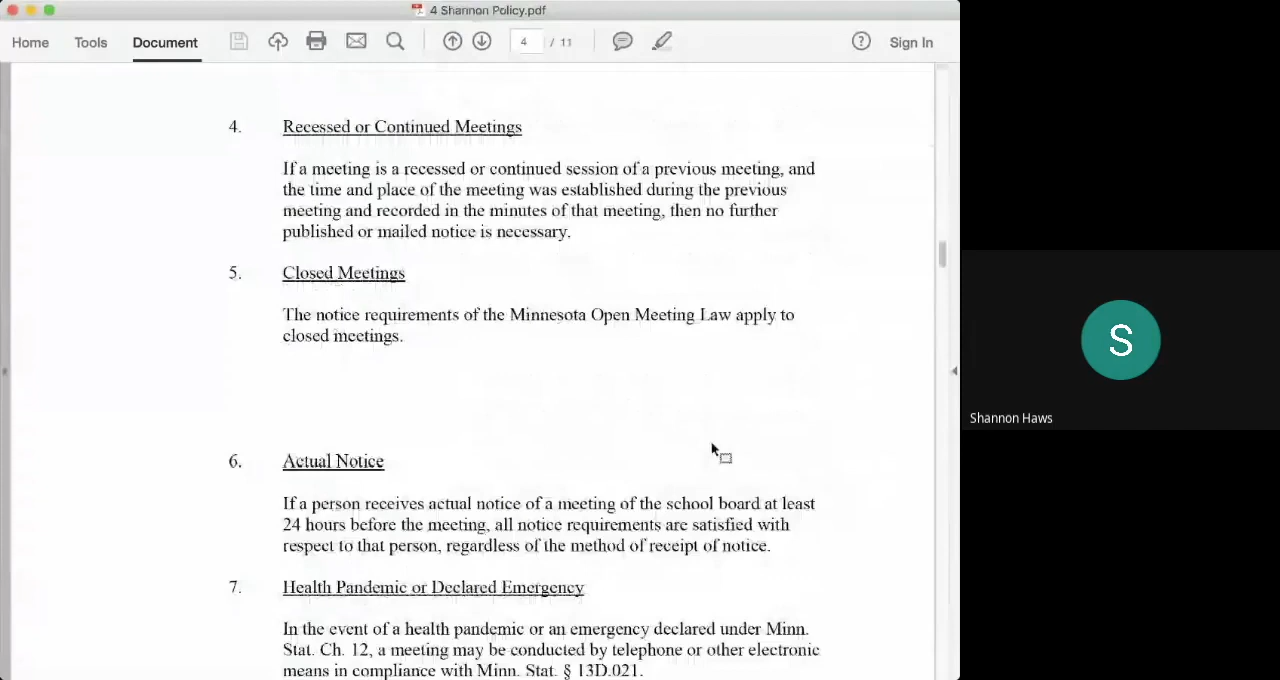 4 Shannon Policy.pdf
Home Tools Document 4 / 11 Sign In
4. Recessed or Continued Meetings
If a meeting is a recessed or continued session of a previous meeting, and
the time and place of the meeting was established during the previous
meeting and recorded in the minutes of that meeting, then no further
published or mailed notice is necessary.
5. Closed Meetings
The notice requirements of the Minnesota Open Meeting Law apply to
closed meetings.
6. Actual Notice
If a person receives actual notice of a meeting of the school board at least
24 hours before the meeting, all notice requirements are satisfied with
respect to that person, regardless of the method of receipt of notice.
7. Health Pandemic or Declared Emergency
In the event of a health pandemic or an emergency declared under Minn.
Stat. Ch. 12, a meeting may be conducted by telephone or other electronic
means in compliance with Minn. Stat. § 13D.021.
S
Shannon Haws